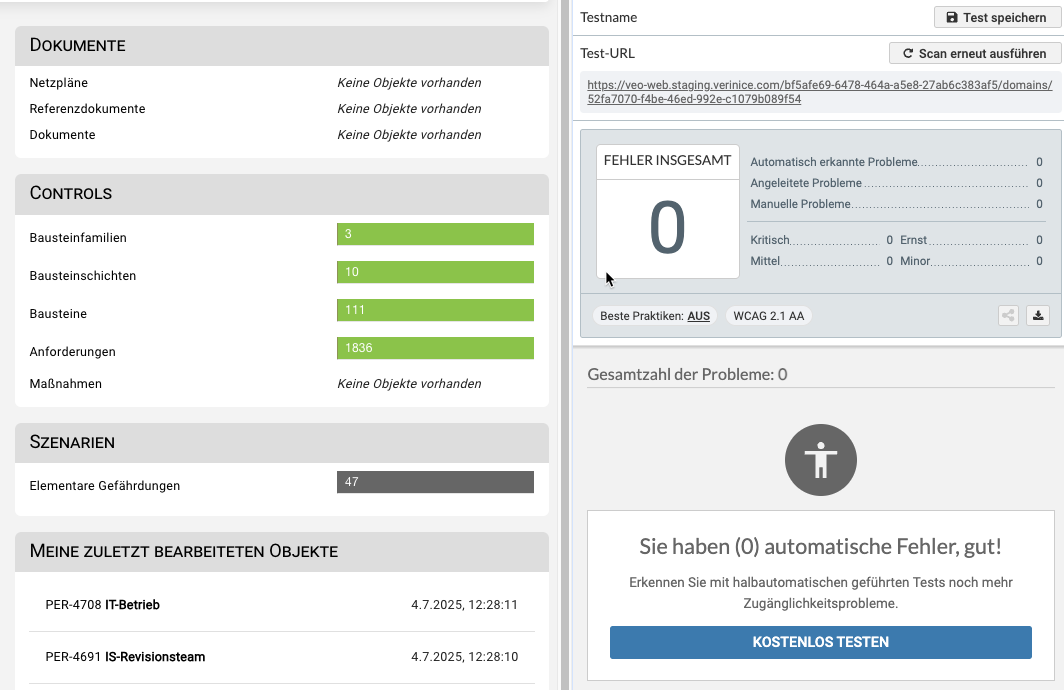 DOKUMENTE
Netzpläne Keine Objekte vorhanden
Referenzdokumente Keine Objekte vorhanden
Dokumente Keine Objekte vorhanden
CONTROLS
Bausteinfamilien 3
Bausteinschichten 10
Bausteine 111
Anforderungen 1836
Maßnahmen Keine Objekte vorhanden
SZENARIEN
Elementare Gefährdungen 47
MEINE ZULETZT BEARBEITETEN OBJEKTE
PER-4708 IT-Betrieb 4.7.2025, 12:28:11
PER-4691 IS-Revisionsteam 4.7.2025, 12:28:10
Testname Test speichern
Test-URL Scan erneut ausführen
https://veo-web.staging.verinice.com/bf5afe69-6478-464a-a5e8-27ab6c383af5/domains/
52fa7070-f4be-46ed-992e-c1079b089f54
FEHLER INSGESAMT
0
Automatisch erkannte Probleme 0
Angeleitete Probleme 0
Manuelle Probleme 0
Kritisch 0 Ernst 0
Mittel 0 Minor 0
Beste Praktiken: AUS WCAG 2.1 AA
Gesamtzahl der Probleme: 0
Sie haben (0) automatische Fehler, gut!
Erkennen Sie mit halbautomatischen geführten Tests noch mehr
Zugänglichkeitsprobleme.
KOSTENLOS TESTEN